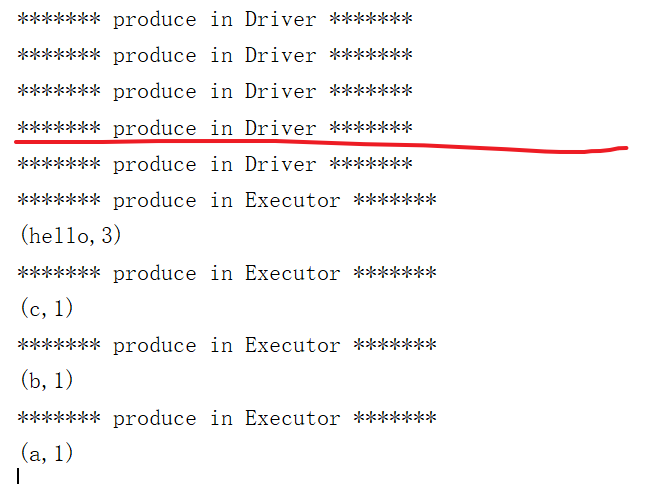 ******* produce in Driver *******
******* produce in Driver *******
******* produce in Driver *******
******* produce in Driver *******
******* produce in Driver *******
******* produce in Executor *******
(hello,3)
******* produce in Executor *******
(c,1)
******* produce in Executor *******
(b,1)
******* produce in Executor *******
(a,1)